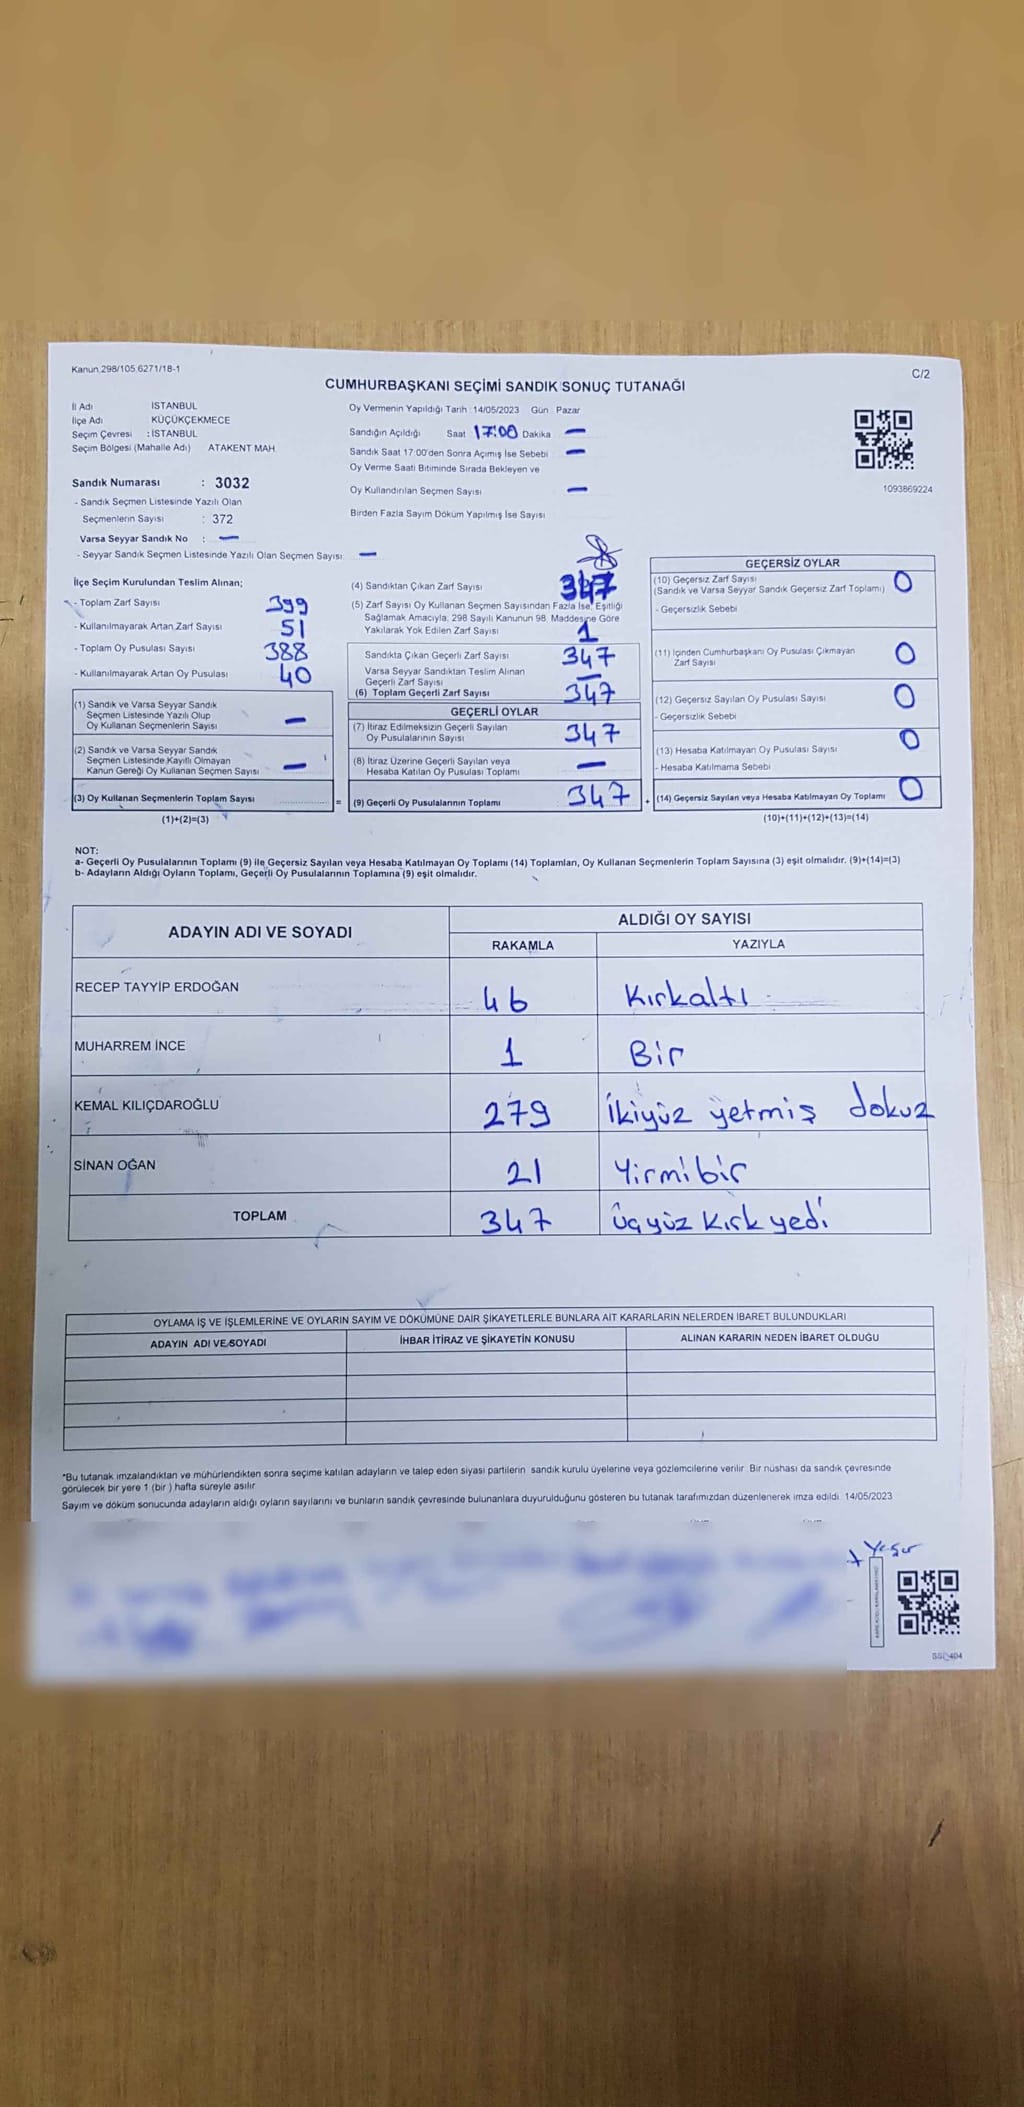 Kanun 298/105 6271/18-1
C/2
CUMHURBAŞKANI SEÇİMİ SANDIK SONUÇ TUTANAĞI
İl Adı İSTANBUL
İlçe Adı KÜÇÜKÇEKMECE
Seçim Çevresi : İSTANBUL
Seçim Bölgesi (Mahalle Adı) ATAKENT MAH.
Sandık Numarası : 3032
- Sandık Seçmen Listesinde Yazılı Olan
Seçmenlerin Sayısı : 372
Varsa Seyyar Sandık No : —
- Seyyar Sandık Seçmen Listesinde Yazılı Olan Seçmen Sayısı: —
Oy Vermenin Yapıldığı Tarih 14/05/2023 Gün Pazar
Sandığın Açıldığı Saat 17:00 Dakika —
Sandık Saat 17:00'den Sonra Açımış İse Sebebi —
Oy Verme Saati Bitiminde Sırada Bekleyen ve
Oy Kullandırılan Seçmen Sayısı —
Birden Fazla Sayım Döküm Yapılmış İse Sayısı
1093869224
İlçe Seçim Kurulundan Teslim Alınan;
- Toplam Zarf Sayısı 399
- Kullanılmayarak Artan Zarf Sayısı 51
- Toplam Oy Pusulası Sayısı 388
- Kullanılmayarak Artan Oy Pusulası 40
(1) Sandık ve Varsa Seyyar Sandık
Seçmen Listesinde Yazılı Olup
Oy Kullanan Seçmenlerin Sayısı —
(2) Sandık ve Varsa Seyyar Sandık
Seçmen Listesinde Kayıtlı Olmayan
Kanun Gereği Oy Kullanan Seçmen Sayısı —
(3) Oy Kullanan Seçmenlerin Toplam Sayısı ............... =
(1)+(2)=(3)
(4) Sandıktan Çıkan Zarf Sayısı 347
(5) Zarf Sayısı Oy Kullanan Seçmen Sayısından Fazla İse, Eşitliği
Sağlamak Amacıyla, 298 Sayılı Kanunun 98. Maddesine Göre
Yakılarak Yok Edilen Zarf Sayısı 1
Sandıkta Çıkan Geçerli Zarf Sayısı 347
Varsa Seyyar Sandıktan Teslim Alınan
Geçerli Zarf Sayısı —
(6) Toplam Geçerli Zarf Sayısı 347
GEÇERLİ OYLAR
(7) İtiraz Edilmeksizin Geçerli Sayılan
Oy Pusulalarının Sayısı 347
(8) İtiraz Üzerine Geçerli Sayılan veya
Hesaba Katılan Oy Pusulası Toplamı —
(9) Geçerli Oy Pusulalarının Toplamı 347 +
GEÇERSİZ OYLAR
(10) Geçersiz Zarf Sayısı
(Sandık ve Varsa Seyyar Sandık Geçersiz Zarf Toplamı) 0
- Geçersizlik Sebebi
(11) İçinden Cumhurbaşkanı Oy Pusulası Çıkmayan
Zarf Sayısı 0
(12) Geçersiz Sayılan Oy Pusulası Sayısı 0
- Geçersizlik Sebebi
(13) Hesaba Katılmayan Oy Pusulası Sayısı 0
- Hesaba Katılmama Sebebi
(14) Geçersiz Sayılan veya Hesaba Katılmayan Oy Toplamı 0
(10)+(11)+(12)+(13)=(14)
NOT:
a- Geçerli Oy Pusulalarının Toplamı (9) ile Geçersiz Sayılan veya Hesaba Katılmayan Oy Toplamı (14) Toplamları, Oy Kullanan Seçmenlerin Toplam Sayısına (3) eşit olmalıdır. (9)+(14)=(3)
b- Adayların Aldığı Oyların Toplamı, Geçerli Oy Pusulalarının Toplamına (9) eşit olmalıdır.
ADAYIN ADI VE SOYADI ALDIĞI OY SAYISI
RAKAMLA YAZIYLA
RECEP TAYYİP ERDOĞAN 46 Kırkaltı
MUHARREM İNCE 1 Bir
KEMAL KILIÇDAROĞLU 279 İkiyüz yetmiş dokuz
SİNAN OĞAN 21 Yirmibir
TOPLAM 347 üçyüz kırk yedi
OYLAMA İŞ VE İŞLEMLERİNE VE OYLARIN SAYIM VE DÖKÜMÜNE DAİR ŞİKAYETLERLE BUNLARA AİT KARARLARIN NELERDEN İBARET BULUNDUKLARI
ADAYIN ADI VE SOYADI İHBAR İTİRAZ VE ŞİKAYETİN KONUSU ALINAN KARARIN NEDEN İBARET OLDUĞU
*Bu tutanak imzalandıktan ve mühürlendikten sonra seçime katılan adayların ve talep eden siyasi partilerin sandık kurulu üyelerine veya gözlemcilerine verilir. Bir nüshası da sandık çevresinde
görülecek bir yere 1 (bir ) hafta süreyle asılır
Sayım ve döküm sonucunda adayların aldığı oyların sayılarını ve bunların sandık çevresinde bulunanlara duyurulduğunu gösteren bu tutanak tarafımızdan düzenlenerek imza edildi 14/05/2023